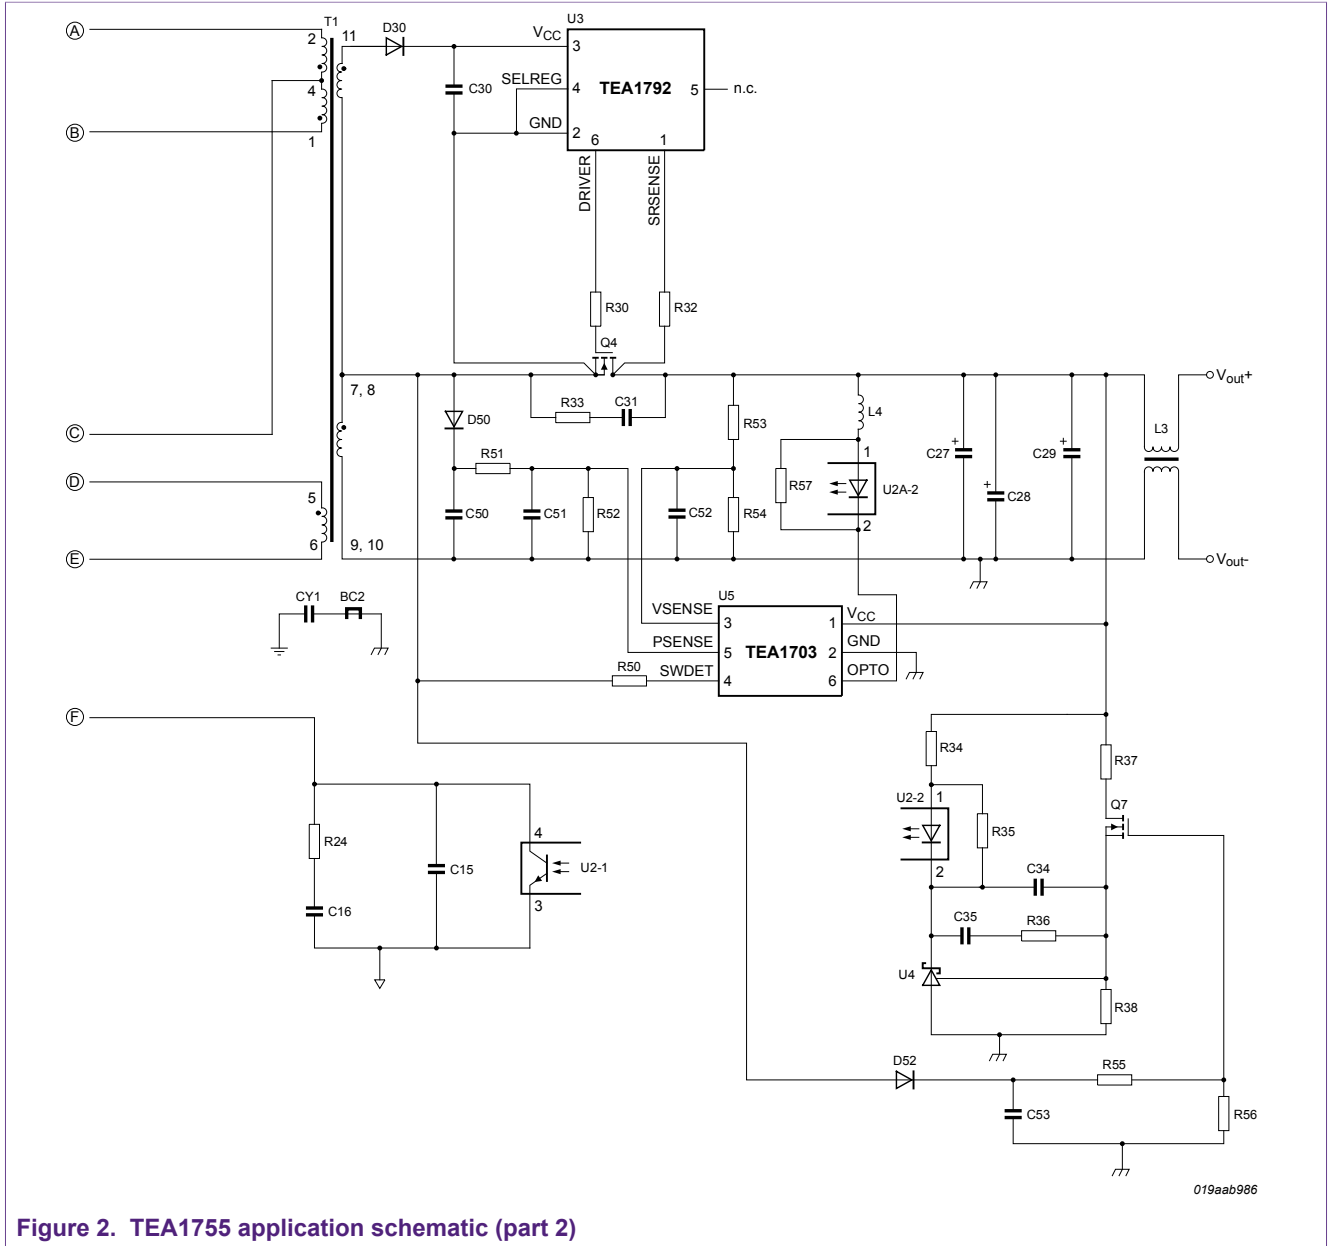 A
T1
2
11
D30
U3
VCC
3
C30
SELREG
4
TEA1792
5
n.c.
4
GND
2
6
1
B
1
DRIVER
SRSENSE
R30
R32
Q4
7, 8
Vout+
R33
C31
D50
R53
L4
L3
C
R51
1
C27
+
C29
+
R57
U2A-2
D
5
+
C28
C50
C51
R52
C52
R54
2
6
9, 10
E
Vout-
CY1
BC2
U5
VSENSE
3
1
VCC
PSENSE
5
TEA1703
2
GND
R50
SWDET
4
6
OPTO
F
R34
R37
U2-2
1
Q7
R24
4
R35
C15
U2-1
2
C34
C16
3
C35
R36
U4
R38
D52
R55
C53
R56
019aab986
Figure 2. TEA1755 application schematic (part 2)